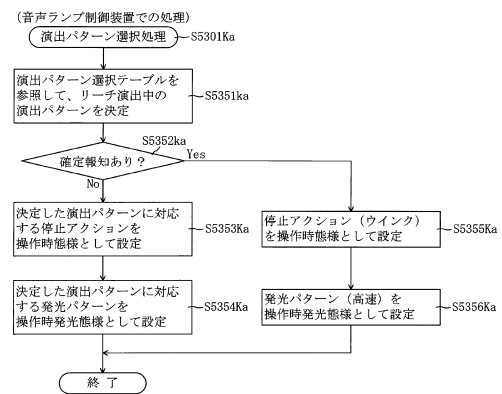 (音声ランプ制御装置での処理)
演出パターン選択処理
S5301Ka
演出パターン選択テーブルを
参照して、リーチ演出中の
演出パターンを決定
S5351ka
S5352ka
確定報知あり？
Yes
No
決定した演出パターンに対応
する停止アクションを
操作時態様として設定
S5353Ka
停止アクション（ウインク）
を操作時態様として設定
S5355Ka
決定した演出パターンに対応
する発光パターンを
操作時発光態様として設定
S5354Ka
発光パターン（高速）を
操作時発光態様として設定
S5356Ka
終 了